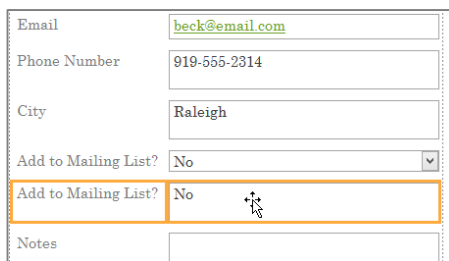 Email beck@email.com
Phone Number 919-555-2314
City Raleigh
Add to Mailing List? No
Add to Mailing List? No
Notes